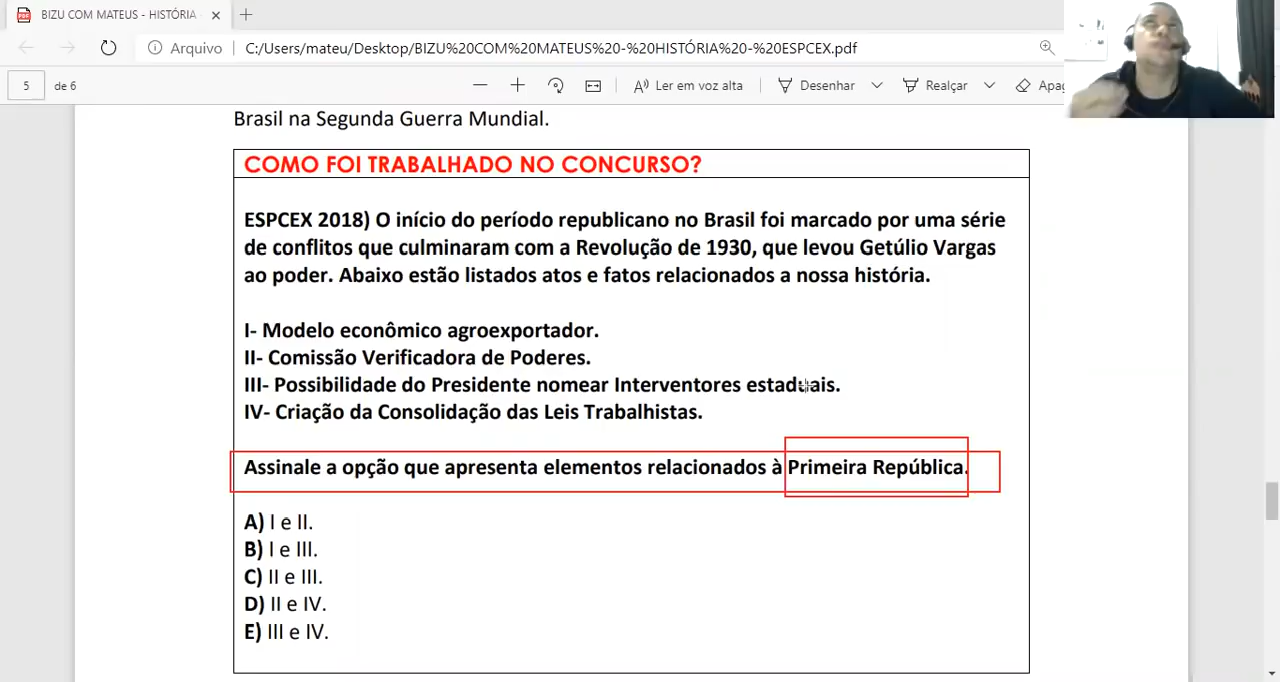 BIZU COM MATEUS - HISTÓRIA
Arquivo
C:/Users/mateu/Desktop/BIZU%20COM%20MATEUS%20-%20HISTÓRIA%20-%20ESPCEX.pdf
5 de 6
Ler em voz alta
Desenhar
Realçar
Apag
Brasil na Segunda Guerra Mundial.
COMO FOI TRABALHADO NO CONCURSO?
ESPCEX 2018) O início do período republicano no Brasil foi marcado por uma série
de conflitos que culminaram com a Revolução de 1930, que levou Getúlio Vargas
ao poder. Abaixo estão listados atos e fatos relacionados a nossa história.
I- Modelo econômico agroexportador.
II- Comissão Verificadora de Poderes.
III- Possibilidade do Presidente nomear Interventores estaduais.
IV- Criação da Consolidação das Leis Trabalhistas.
Assinale a opção que apresenta elementos relacionados à Primeira República.
A) I e II.
B) I e III.
C) II e III.
D) II e IV.
E) III e IV.